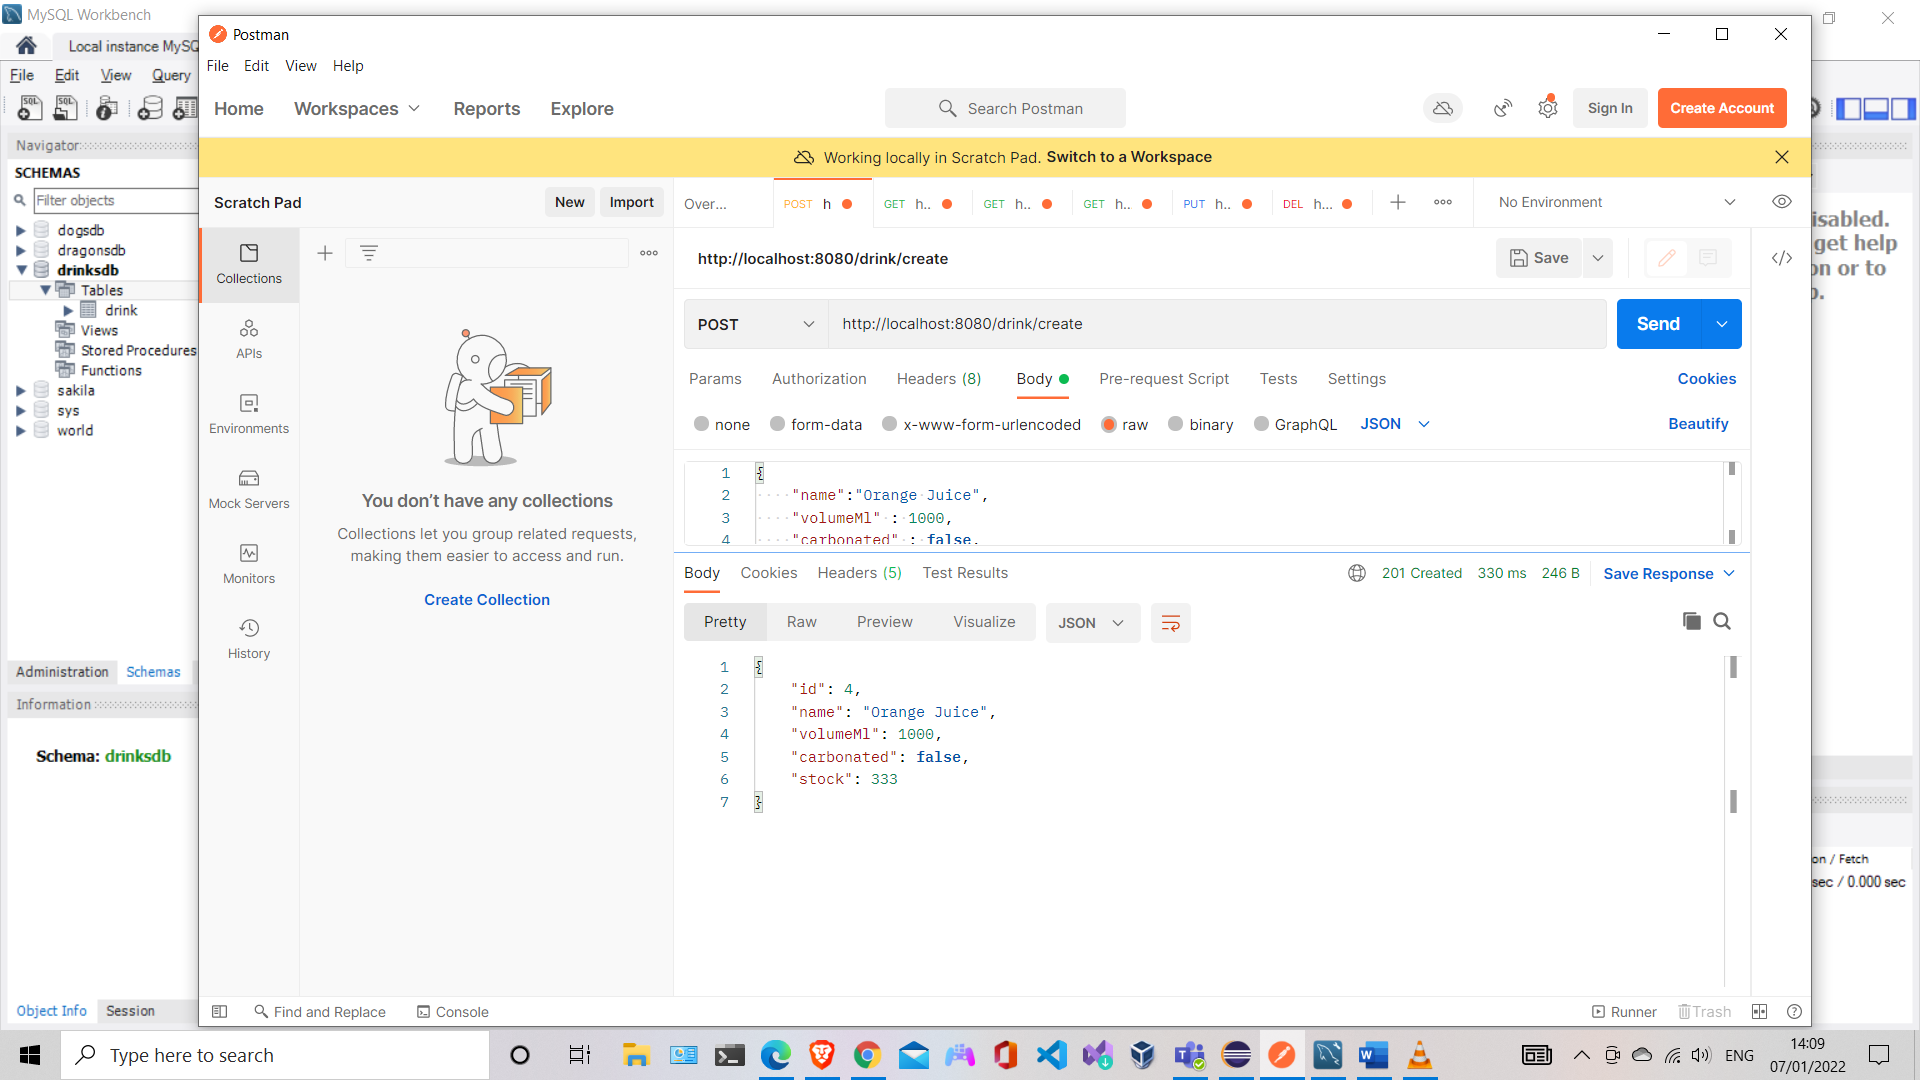 MySQL Workbench
Local instance MySQ
File Edit View Query
Navigator
SCHEMAS
Filter objects
dogsdb
dragonsdb
drinksdb
Tables
drink
Views
Stored Procedures
Functions
sakila
sys
world
Administration Schemas
Information
Schema: drinksdb
Object Info Session
Postman
File Edit View Help
Home Workspaces Reports Explore
Search Postman
Sign In Create Account
Working locally in Scratch Pad. Switch to a Workspace
Scratch Pad
New Import
Over...
POST h
GET h..
GET h..
GET h..
PUT h..
DEL h...
No Environment
Collections
APIs
Environments
Mock Servers
Monitors
History
You don't have any collections
Collections let you group related requests,
making them easier to access and run.
Create Collection
http://localhost:8080/drink/create
Save
POST http://localhost:8080/drink/create Send
Params Authorization Headers (8) Body Pre-request Script Tests Settings Cookies
none form-data x-www-form-urlencoded raw binary GraphQL JSON Beautify
1 {
2 "name":"Orange Juice",
3 "volumeMl" : 1000,
4 "carbonated" : false,
Body Cookies Headers (5) Test Results 201 Created 330 ms 246 B Save Response
Pretty Raw Preview Visualize JSON
1 {
2 "id": 4,
3 "name": "Orange Juice",
4 "volumeMl": 1000,
5 "carbonated": false,
6 "stock": 333
7 }
Find and Replace Console Runner Trash
isabled.
get help
on or to
on / Fetch
sec / 0.000 sec
Type here to search
ENG
14:09
07/01/2022